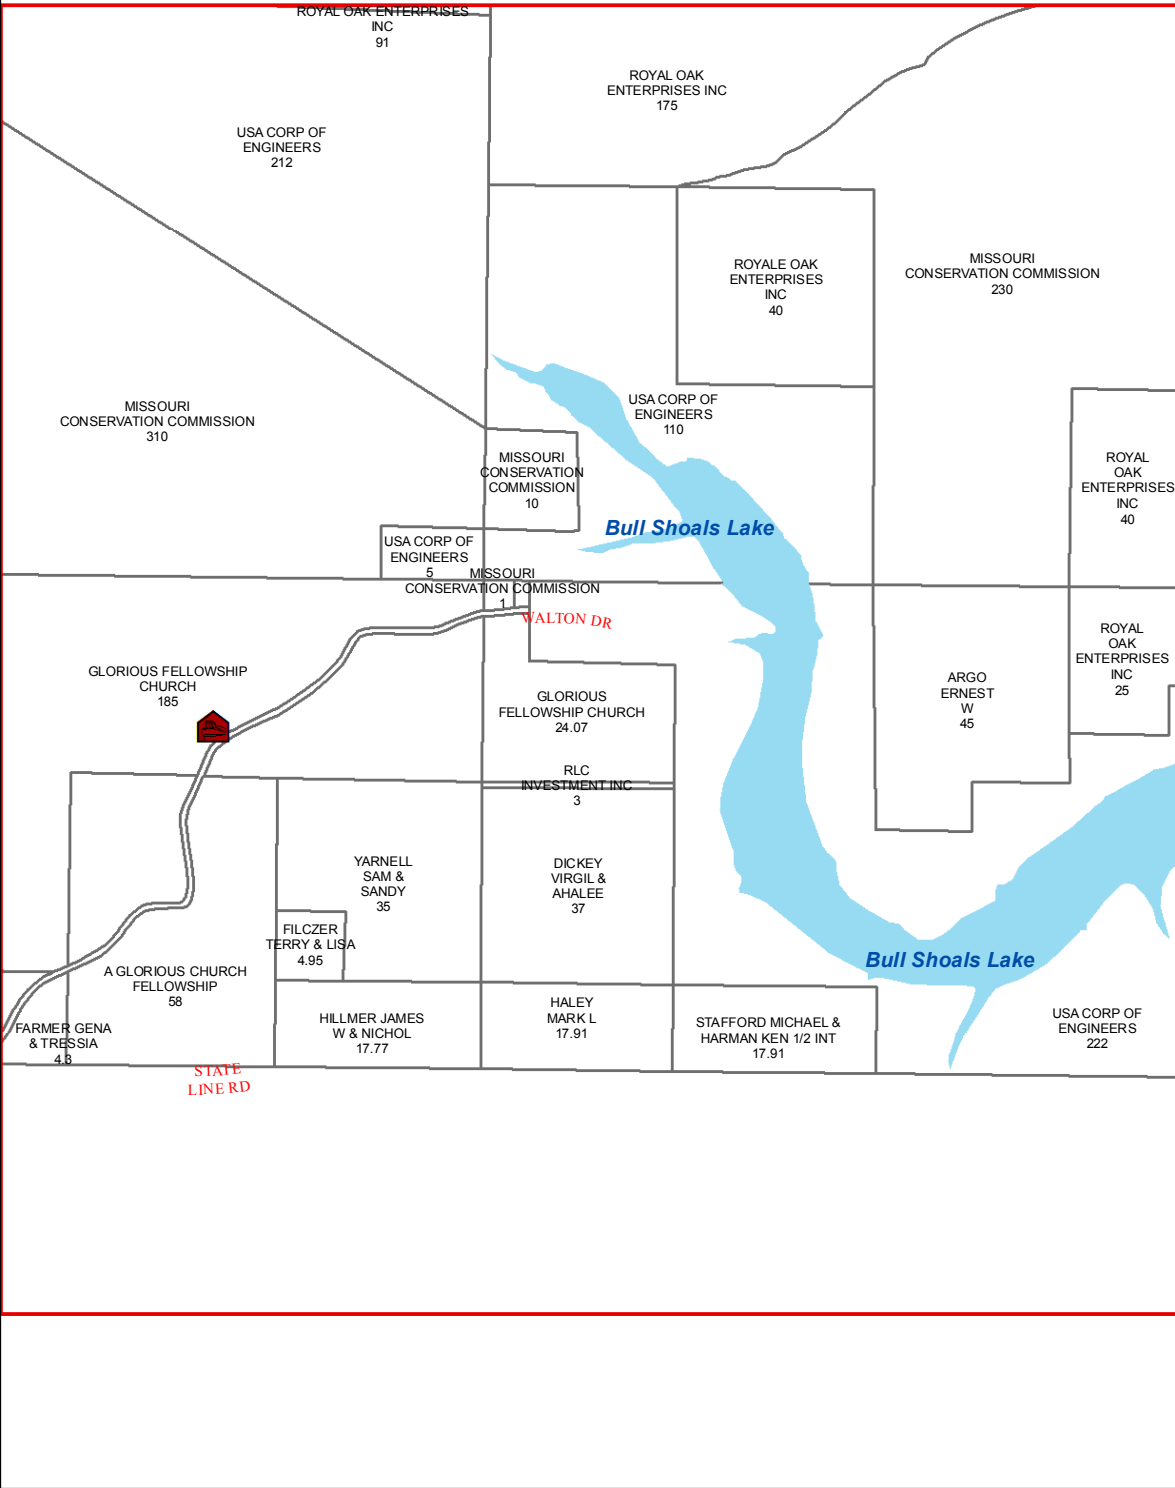 ROYAL OAK ENTERPRISES
INC
91
ROYAL OAK
ENTERPRISES INC
175
USA CORP OF
ENGINEERS
212
ROYALE OAK
ENTERPRISES
INC
40
MISSOURI
CONSERVATION COMMISSION
230
MISSOURI
CONSERVATION COMMISSION
310
USA CORP OF
ENGINEERS
110
MISSOURI
CONSERVATION
COMMISSION
10
ROYAL
OAK
ENTERPRISES
INC
40
Bull Shoals Lake
USA CORP OF
ENGINEERS
5
MISSOURI
CONSERVATION COMMISSION
1
WALTON DR
GLORIOUS FELLOWSHIP
CHURCH
185
ROYAL
OAK
ENTERPRISES
INC
25
ARGO
ERNEST
W
45
GLORIOUS
FELLOWSHIP CHURCH
24.07
RLC
INVESTMENT INC
3
YARNELL
SAM &
SANDY
35
DICKEY
VIRGIL &
AHALEE
37
FILCZER
TERRY & LISA
4.95
Bull Shoals Lake
A GLORIOUS CHURCH
FELLOWSHIP
58
HALEY
MARK L
17.91
HILLMER JAMES
W & NICHOL
17.77
STAFFORD MICHAEL &
HARMAN KEN 1/2 INT
17.91
USA CORP OF
ENGINEERS
222
FARMER GENA
& TRESSIA
4.3
STATE
LINE RD